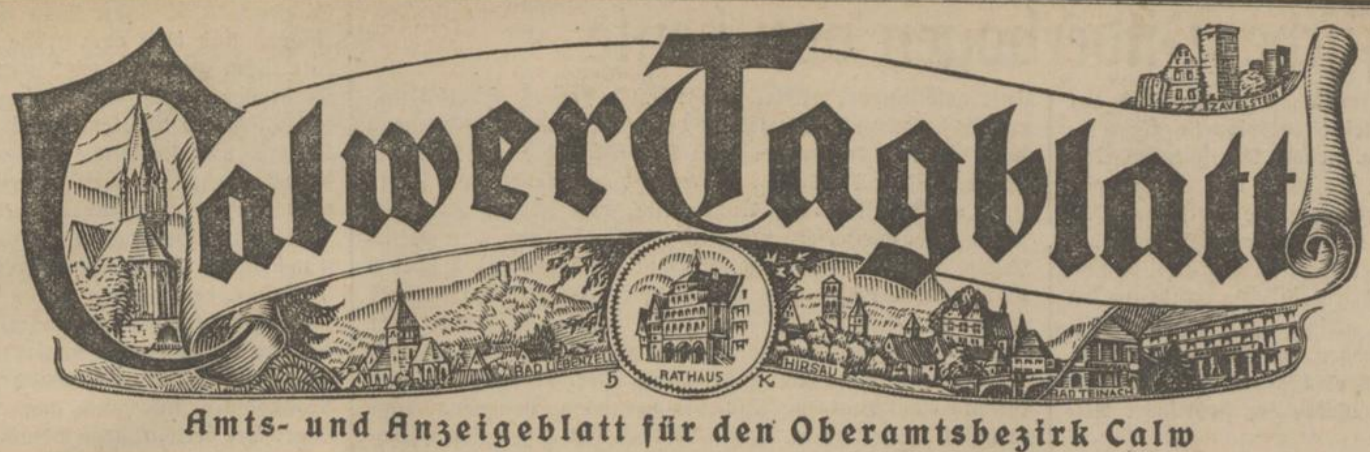 Calwer Tagblatt
ZAVELSTEIN
BAD LIEBENZELL
RATHAUS
HIRSAU
BAD TEINACH
D K
Amts- und Anzeigeblatt für den Oberamtsbezirk Calw